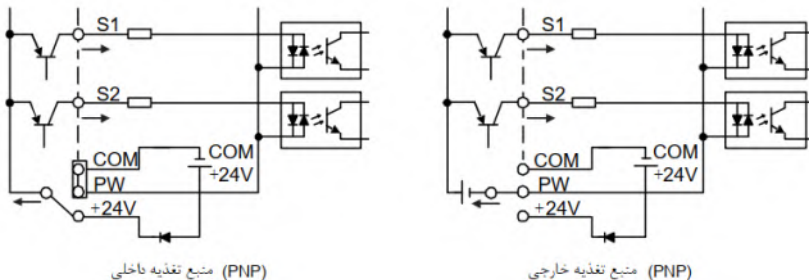 S1
S2
COM
PW
+24V
COM
+24V
منبع تغذیه داخلی (PNP)
S1
S2
COM
PW
+24V
COM
+24V
منبع تغذیه خارجی (PNP)